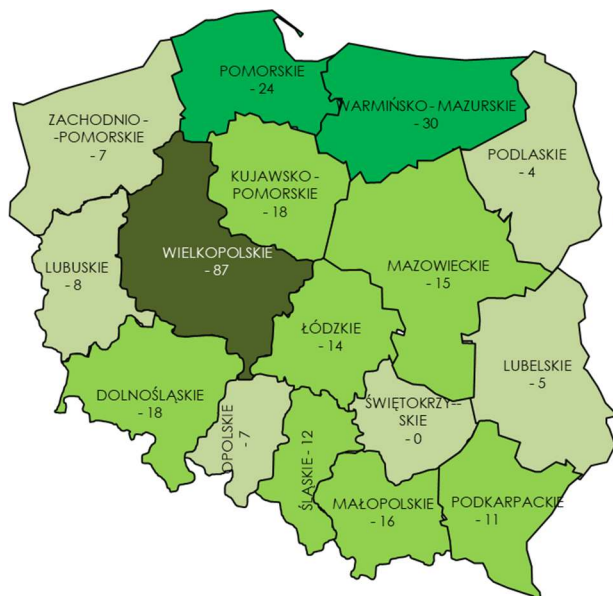 POMORSKIE
- 24
WARMIŃSKO - MAZURSKIE
- 30
ZACHODNIO -
-POMORSKIE
- 7
KUJAWSKO -
POMORSKIE
- 18
PODLASKIE
- 4
WIELKOPOLSKIE
- 87
LUBUSKIE
- 8
MAZOWIECKIE
- 15
ŁÓDZKIE
- 14
LUBELSKIE
- 5
DOLNOŚLĄSKIE
- 18
OPOLSKIE
- 7
ŚLĄSKIE - 12
ŚWIĘTOKRZY--
SKIE
- 0
MAŁOPOLSKIE
- 16
PODKARPACKIE
- 11